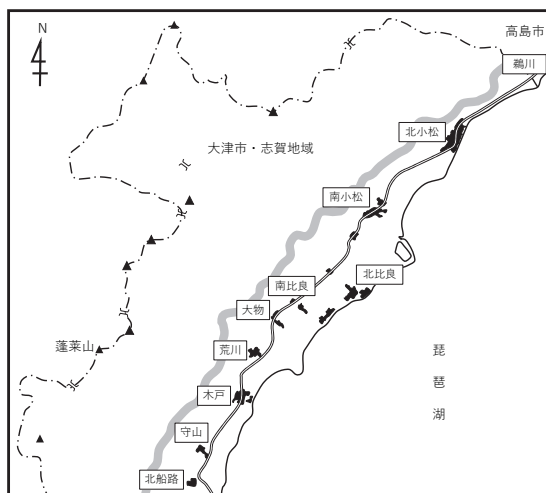 N
高島市
鵜川
北小松
大津市・志賀地域
南小松
北比良
南比良
大物
蓬莱山
荒川
琵琶湖
木戸
守山
北船路